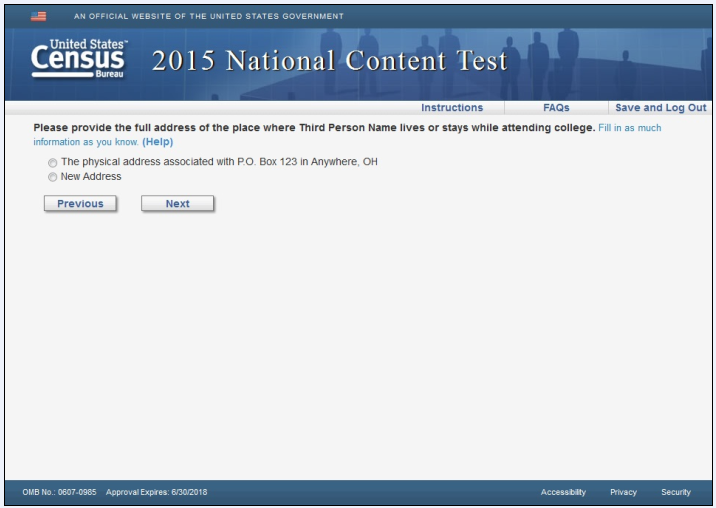 AN OFFICIAL WEBSITE OF THE UNITED STATES GOVERNMENT
United States™
Census
Bureau
2015 National Content Test
Instructions FAQs Save and Log Out
Please provide the full address of the place where Third Person Name lives or stays while attending college. Fill in as much
information as you know. (Help)
The physical address associated with P.O. Box 123 in Anywhere, OH
New Address
Previous Next
OMB No.: 0607-0985 Approval Expires: 6/30/2018 Accessibility Privacy Security